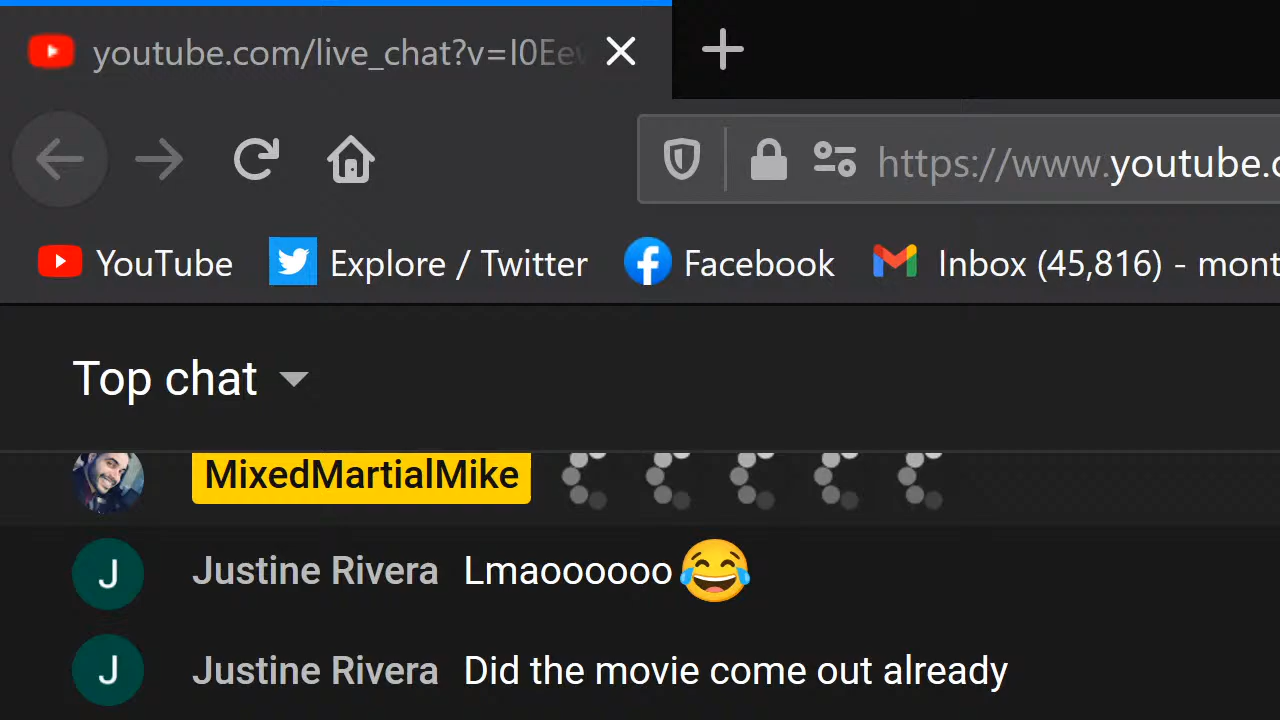 youtube.com/live_chat?v=I0Ee
https://www.youtube.c
YouTube Explore / Twitter Facebook Inbox (45,816) - mont
Top chat
MixedMartialMike
J Justine Rivera Lmaoooooo😂
J Justine Rivera Did the movie come out already